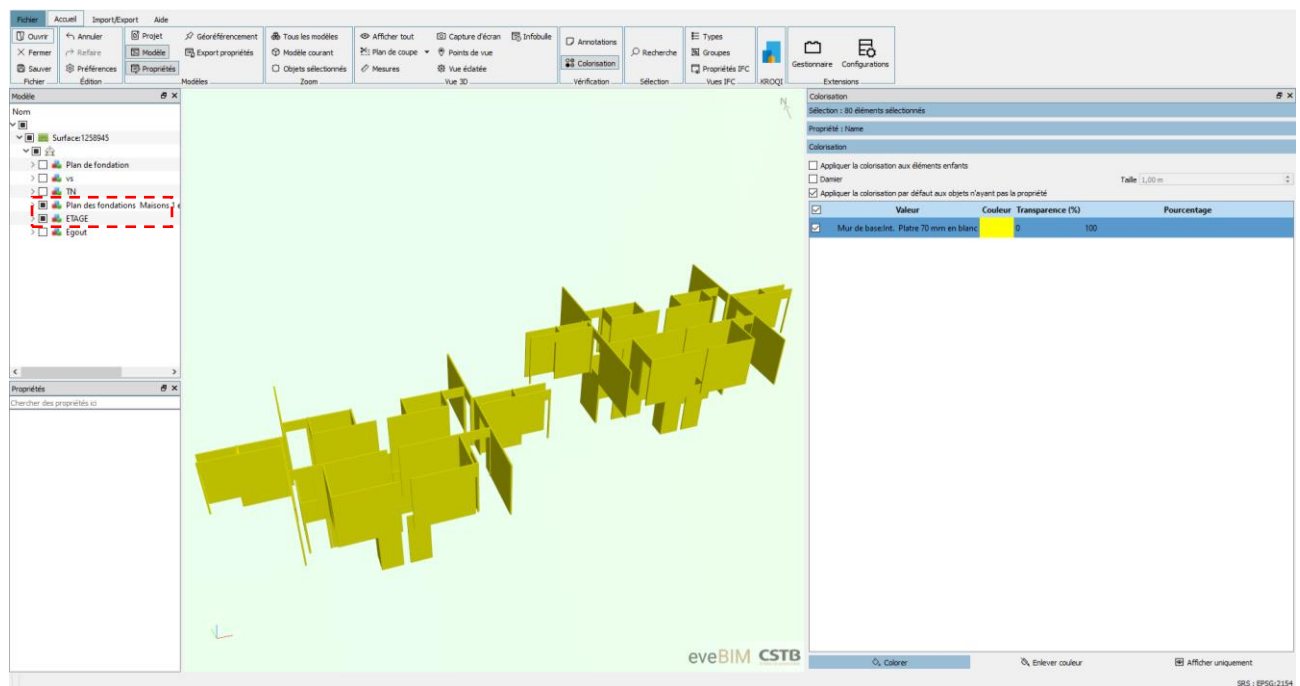 Fichier Accueil Import/Export Aide
Ouvrir Annuler Projet Géoréférencement Tous les modèles Afficher tout Capture d'écran Infobulle Annotations Recherche Types
Fermer Refaire Modèle Export propriétés Modèle courant Plan de coupe Points de vue Colorisation Groupes Gestionnaire Configurations
Sauver Préférences Propriétés Objets sélectionnés Mesures Vue éclatée Propriétés IFC
Fichier Édition Modèles Zoom Vue 3D Vérification Sélection Vues IFC KROQI Extensions
Modèle
Nom
Surface:1258945
Plan de fondation
vs
TN
Plan des fondations Maisons 1 e
ETAGE
Egout
Propriétés
Chercher des propriétés ici
N
eveBIM CSTB
Colorisation
Sélection : 80 éléments sélectionnés
Propriété : Name
Colorisation
Appliquer la colorisation aux éléments enfants
Damier Taille 1,00 m
Appliquer la colorisation par défaut aux objets n'ayant pas la propriété
Valeur Couleur Transparence (%) Pourcentage
Mur de base:Int. Platre 70 mm en blanc 0 100
Colorer Enlever couleur Afficher uniquement
SRS : EPSG:2154